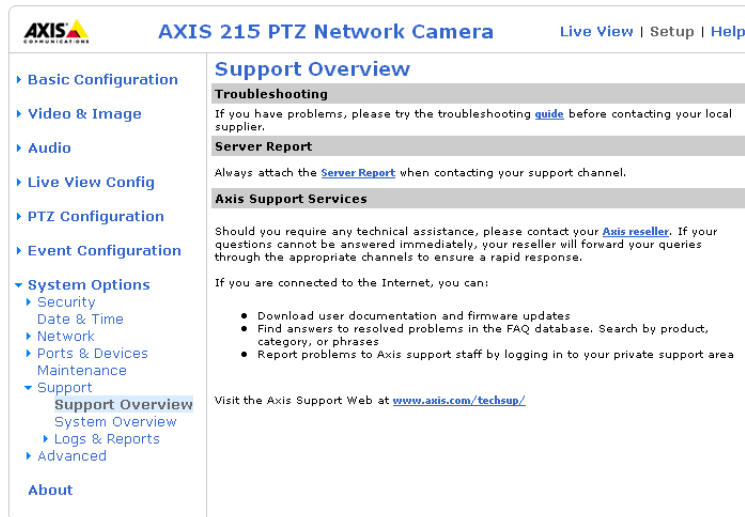 AXIS
COMMUNICATIONS
AXIS 215 PTZ Network Camera
Live View | Setup | Help
Basic Configuration
Video & Image
Audio
Live View Config
PTZ Configuration
Event Configuration
System Options
Security
Date & Time
Network
Ports & Devices
Maintenance
Support
Support Overview
System Overview
Logs & Reports
Advanced
About
Support Overview
Troubleshooting
If you have problems, please try the troubleshooting guide before contacting your local
supplier.
Server Report
Always attach the Server Report when contacting your support channel.
Axis Support Services
Should you require any technical assistance, please contact your Axis reseller. If your
questions cannot be answered immediately, your reseller will forward your queries
through the appropriate channels to ensure a rapid response.
If you are connected to the Internet, you can:
Download user documentation and firmware updates
Find answers to resolved problems in the FAQ database. Search by product,
category, or phrases
Report problems to Axis support staff by logging in to your private support area
Visit the Axis Support Web at www.axis.com/techsup/